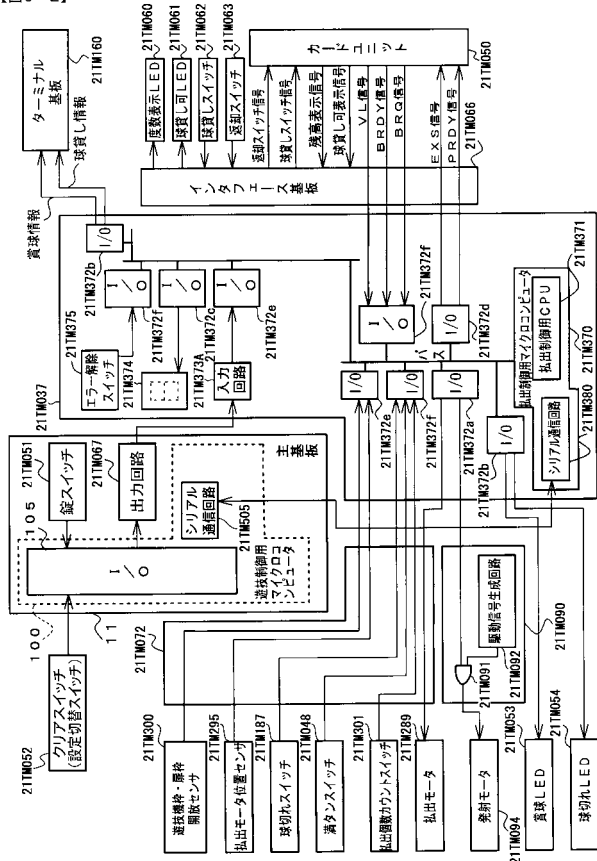 ターミナル
基板
21TM160
賞球情報
球貸し情報
21TM060
21TM061
21TM062
21TM063
度数表示LED
球貸し可LED
球貸しスイッチ
返却スイッチ
インタフェース基板
21TM066
カードユニット
21TM050
返却スイッチ信号
球貸しスイッチ信号
残高表示信号
球貸し可表示信号
VL信号
BRDY信号
BRQ信号
EXS信号
PRDY信号
21TM037
I/O
21TM372b
エラー解除
スイッチ
21TM375
I/O
21TM372f
21TM374
I/O
21TM372c
21TM373A
入力
回路
I/O
21TM372e
I/O
21TM372f
I/O
21TM372d
バス
I/O
21TM372e
I/O
21TM372f
I/O
21TM372a
I/O
21TM372b
払出制御用マイクロコンピュータ
払出制御用CPU
21TM371
21TM370
シリアル通信回路
21TM380
主基板
21TM051
錠スイッチ
21TM067
出力回路
105
I/O
シリアル
通信回路
21TM505
遊技制御用
マイクロコ
ンピュータ
100
11
クリアスイッチ
(設定切替スイッチ)
21TM052
21TM072
21TM300
遊技機枠・扉枠
開放センサ
21TM295
払出モータ位置センサ
21TM187
球切れスイッチ
21TM048
満タンスイッチ
21TM301
払出個数カウントスイッチ
21TM289
払出モータ
発射モータ
21TM094
21TM091
駆動信号生成回路
21TM092
21TM090
21TM053
賞球LED
21TM054
球切れLED